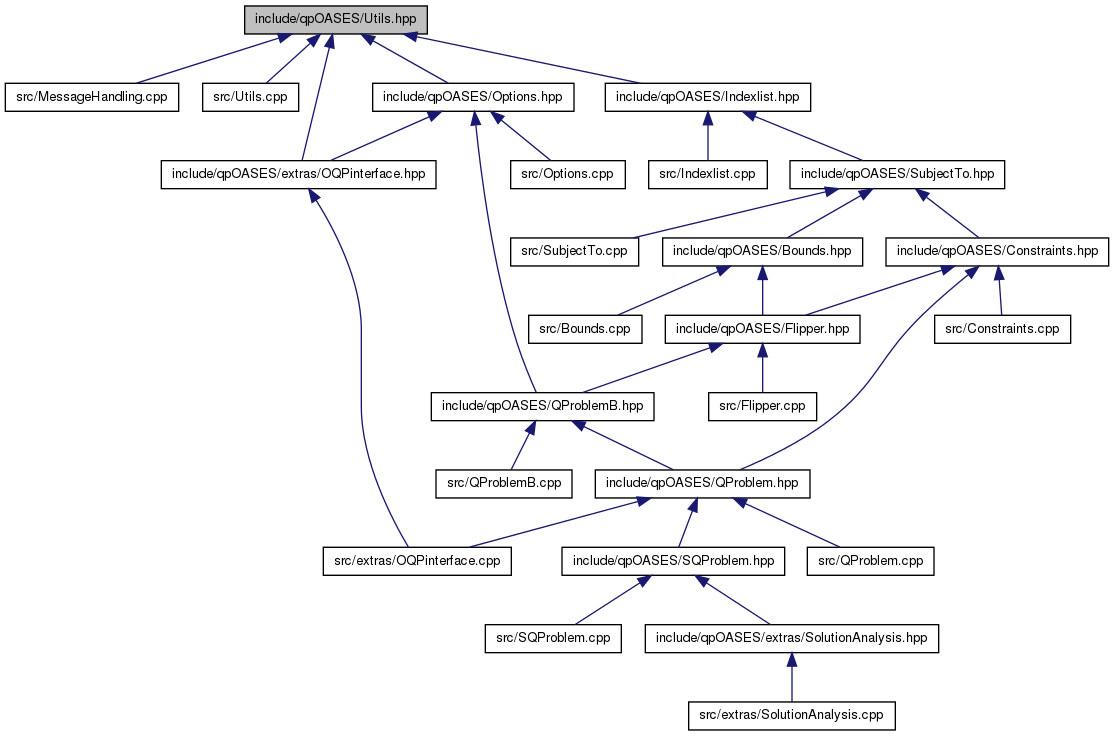 include/qpOASES/Utils.hpp
src/MessageHandling.cpp
src/Utils.cpp
include/qpOASES/Options.hpp
include/qpOASES/Indexlist.hpp
include/qpOASES/extras/OQPinterface.hpp
src/Options.cpp
src/Indexlist.cpp
include/qpOASES/SubjectTo.hpp
src/SubjectTo.cpp
include/qpOASES/Bounds.hpp
include/qpOASES/Constraints.hpp
src/Bounds.cpp
include/qpOASES/Flipper.hpp
src/Constraints.cpp
include/qpOASES/QProblemB.hpp
src/Flipper.cpp
src/QProblemB.cpp
include/qpOASES/QProblem.hpp
src/extras/OQPinterface.cpp
include/qpOASES/SQProblem.hpp
src/QProblem.cpp
src/SQProblem.cpp
include/qpOASES/extras/SolutionAnalysis.hpp
src/extras/SolutionAnalysis.cpp